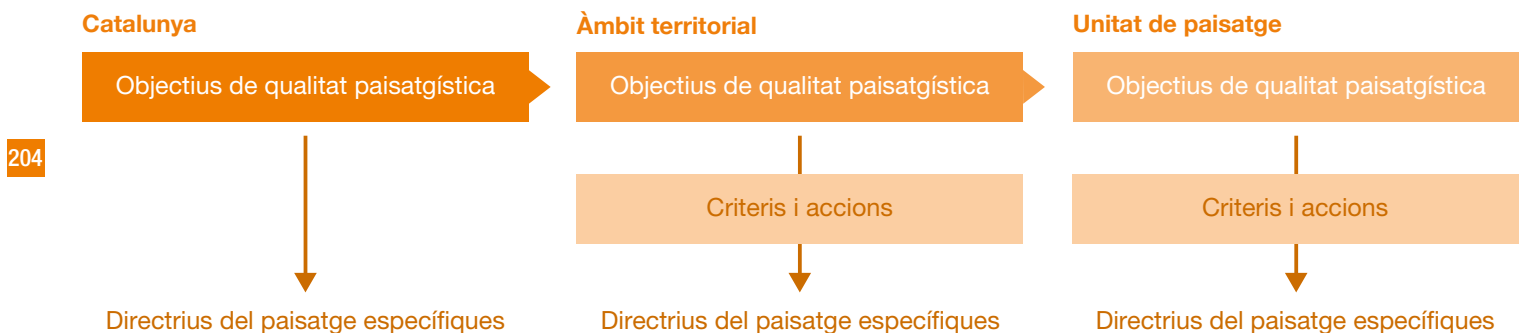 Catalunya
Àmbit territorial
Unitat de paisatge
Objectius de qualitat paisatgística
Objectius de qualitat paisatgística
Objectius de qualitat paisatgística
204
Criteris i accions
Criteris i accions
Directrius del paisatge específiques
Directrius del paisatge específiques
Directrius del paisatge específiques